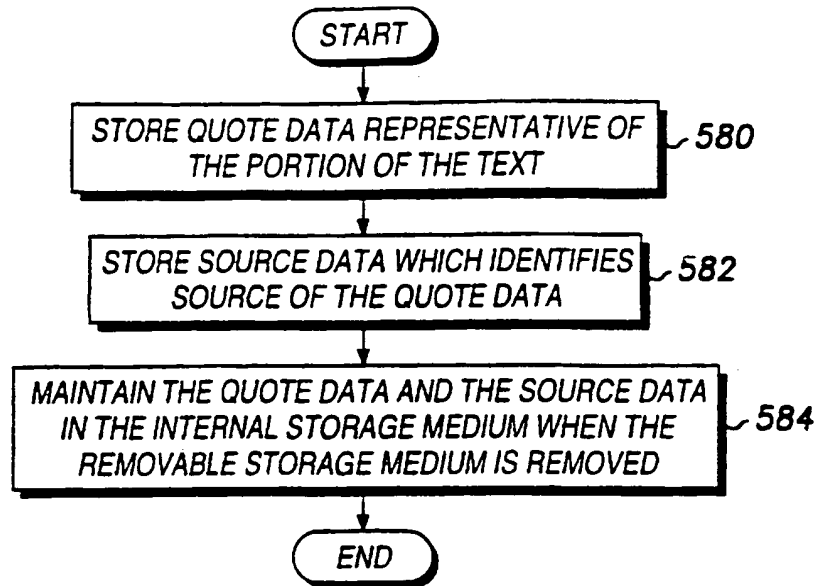 START
STORE QUOTE DATA REPRESENTATIVE OF
THE PORTION OF THE TEXT
580
STORE SOURCE DATA WHICH IDENTIFIES
SOURCE OF THE QUOTE DATA
582
MAINTAIN THE QUOTE DATA AND THE SOURCE DATA
IN THE INTERNAL STORAGE MEDIUM WHEN THE
REMOVABLE STORAGE MEDIUM IS REMOVED
584
END